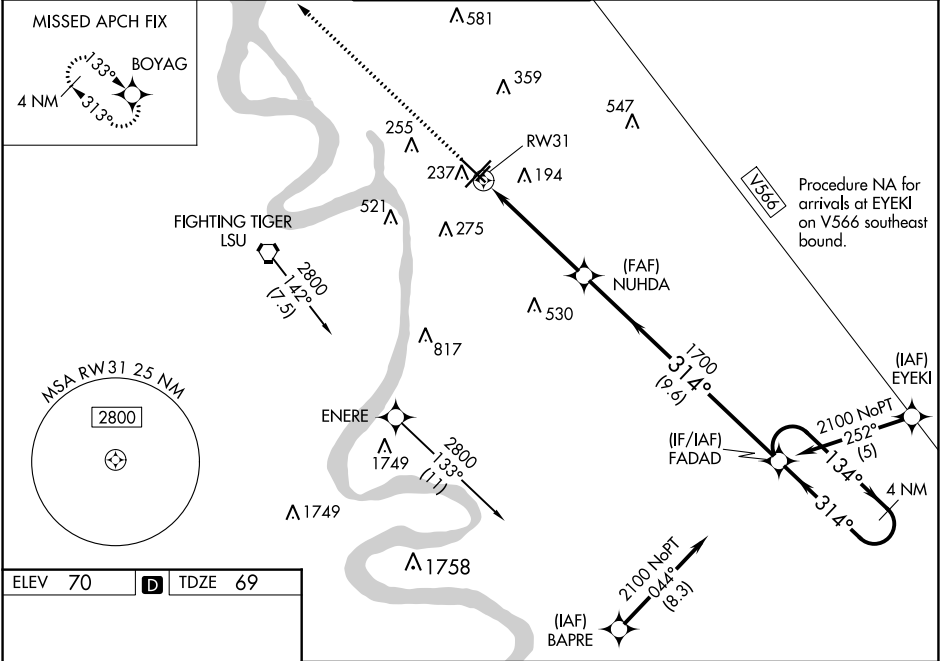 MISSED APCH FIX
BOYAG
133°
4 NM
313°
581
359
547
255
RW31
237
194
V566
Procedure NA for
arrivals at EYEKI
on V566 southeast
bound.
521
275
FIGHTING TIGER
LSU
2800
142°
(7.5)
(FAF)
NUHDA
530
817
1700
314°
(9.6)
MSA RW31 25 NM
2800
(IAF)
EYEKI
2100 NoPT
252°
(5)
ENERE
2800
133°
(11)
1749
(IF/IAF)
FADAD
134°
4 NM
314°
1749
1758
2100 NoPT
044°
(8.3)
(IAF)
BAPRE
ELEV 70 D TDZE 69